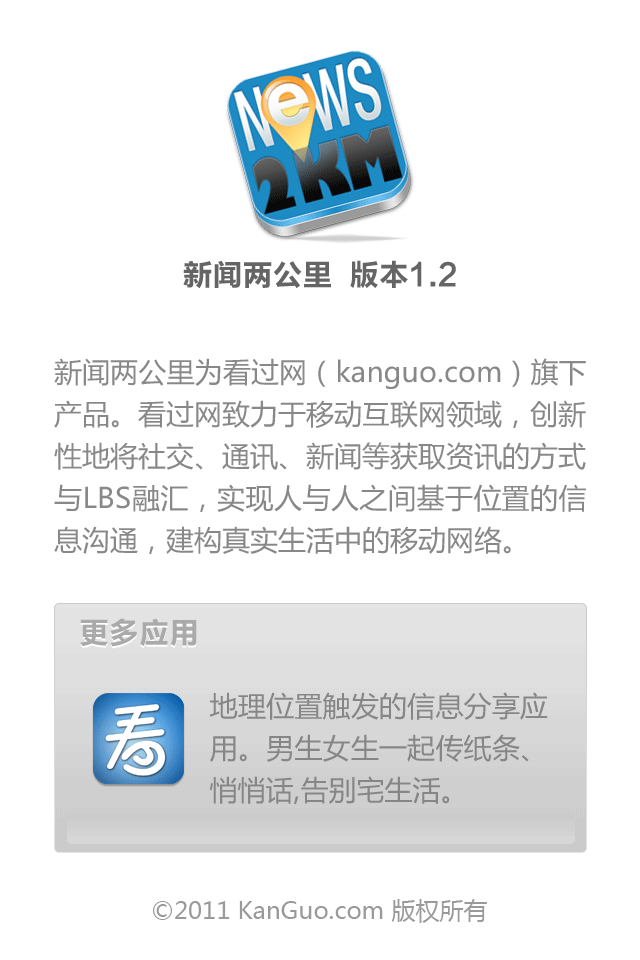 NeWS
2KM
新闻两公里 版本1.2
新闻两公里为看过网（kanguo.com）旗下
产品。看过网致力于移动互联网领域，创新
性地将社交、通讯、新闻等获取资讯的方式
与LBS融汇，实现人与人之间基于位置的信
息沟通，建构真实生活中的移动网络。
更多应用
看
地理位置触发的信息分享应
用。男生女生一起传纸条、
悄悄话,告别宅生活。
©2011 KanGuo.com 版权所有